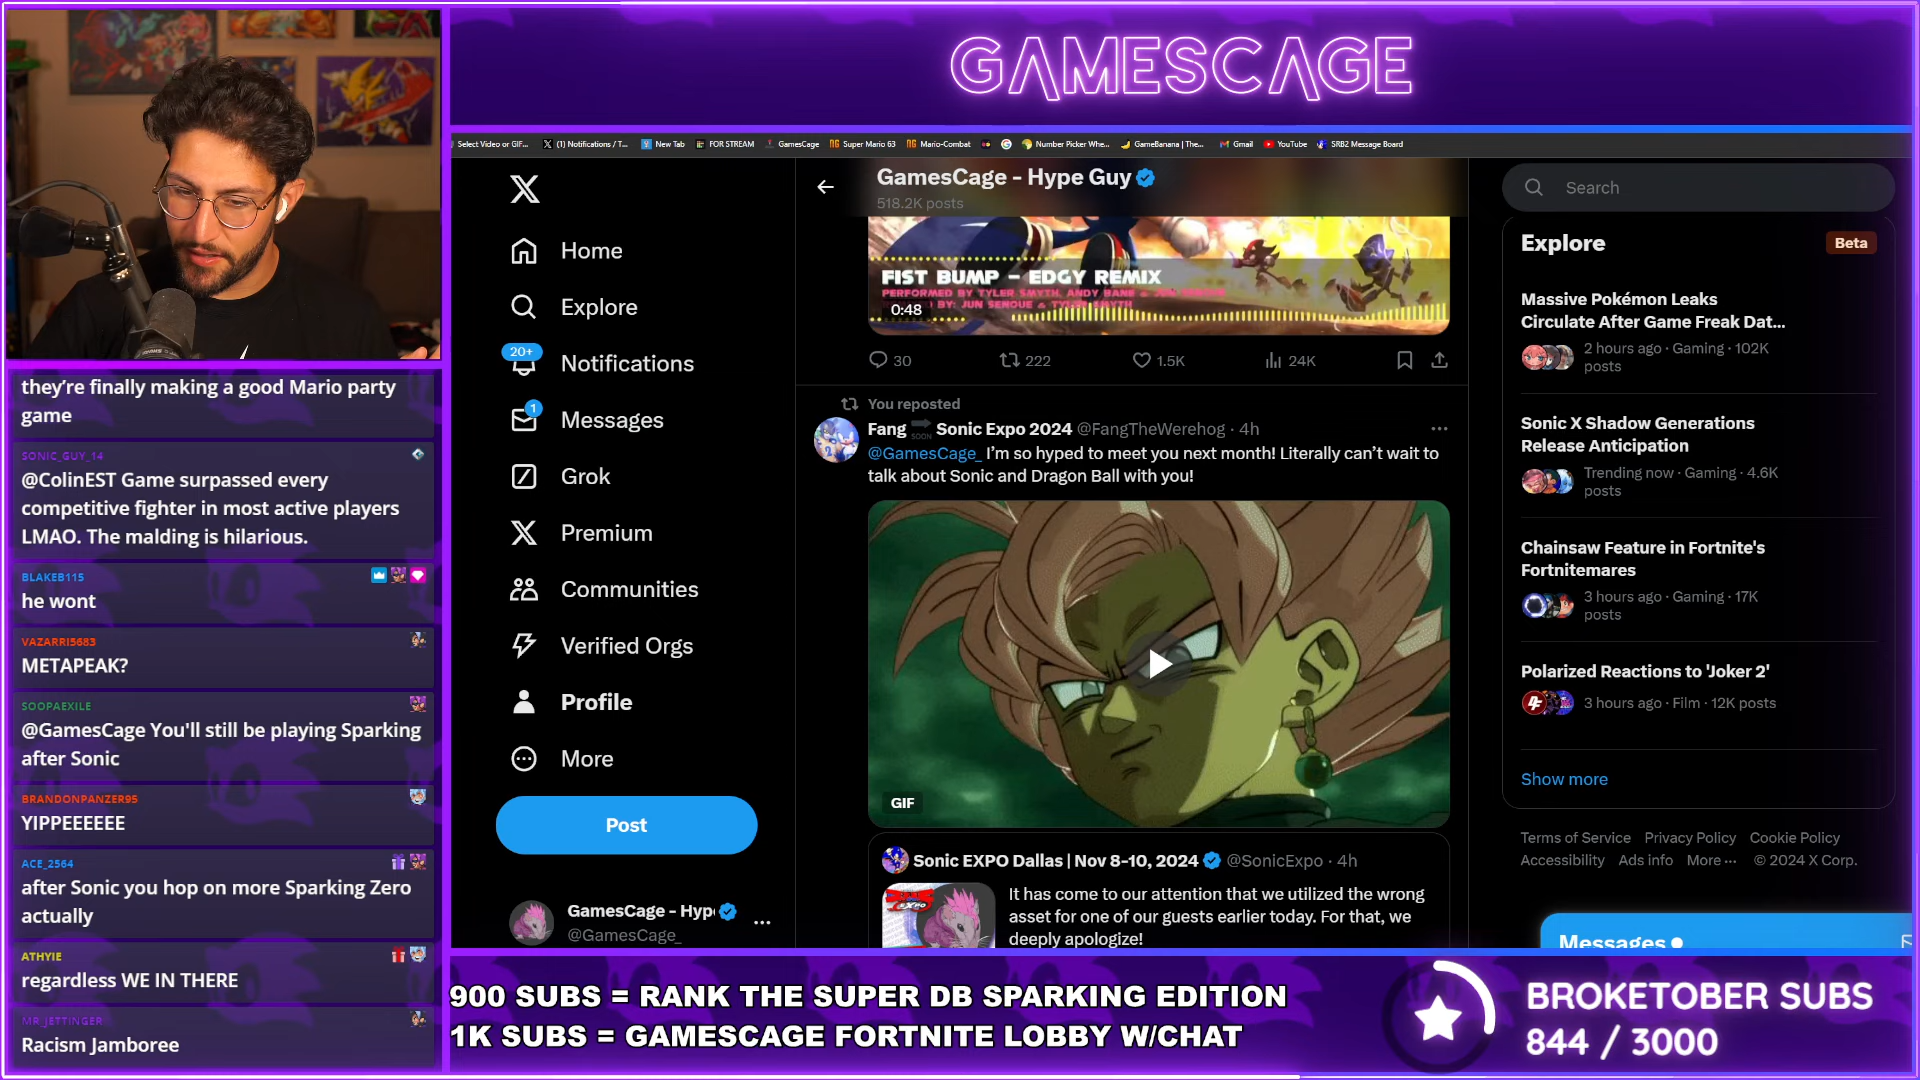 GAMESCAGE
Select Video or GIF...
(1) Notifications / T...
New Tab
FOR STREAM
GamesCage
Super Mario 63
Mario-Combat
Number Picker Whe...
GameBanana | The...
Gmail
YouTube
SRB2 Message Board
they're finally making a good Mario party
game
SONIC_GUY_14
@ColinEST Game surpassed every
competitive fighter in most active players
LMAO. The malding is hilarious.
BLAKEB115
he wont
VAZARRI5683
METAPEAK?
SOOPAEXILE
@GamesCage You'll still be playing Sparking
after Sonic
BRANDONPANZER95
YIPPEEEEEE
ACE_2564
after Sonic you hop on more Sparking Zero
actually
ATHYIE
regardless WE IN THERE
MR_JETTINGER
Racism Jamboree
Home
Explore
20+
Notifications
1
Messages
Grok
Premium
Communities
Verified Orgs
Profile
More
Post
GamesCage - Hyp
@GamesCage_
GamesCage - Hype Guy
518.2K posts
FIST BUMP – EDGY REMIX
PERFORMED BY TYLER SMYTH, ANDY BANE &
BY: JUN SENOUE & TYLER SMYTH
0:48
30
222
1.5K
24K
You reposted
Fang SOON Sonic Expo 2024 @FangTheWerehog · 4h
@GamesCage_ I'm so hyped to meet you next month! Literally can't wait to
talk about Sonic and Dragon Ball with you!
GIF
Sonic EXPO Dallas | Nov 8-10, 2024 @SonicExpo · 4h
It has come to our attention that we utilized the wrong
asset for one of our guests earlier today. For that, we
deeply apologize!
Search
Explore
Beta
Massive Pokémon Leaks
Circulate After Game Freak Dat...
2 hours ago · Gaming · 102K
posts
Sonic X Shadow Generations
Release Anticipation
Trending now · Gaming · 4.6K
posts
Chainsaw Feature in Fortnite's
Fortnitemares
3 hours ago · Gaming · 17K
posts
Polarized Reactions to 'Joker 2'
3 hours ago · Film · 12K posts
Show more
Terms of Service Privacy Policy Cookie Policy
Accessibility Ads info More ··· © 2024 X Corp.
Messages
900 SUBS = RANK THE SUPER DB SPARKING EDITION
1K SUBS = GAMESCAGE FORTNITE LOBBY W/CHAT
BROKETOBER SUBS
844 / 3000